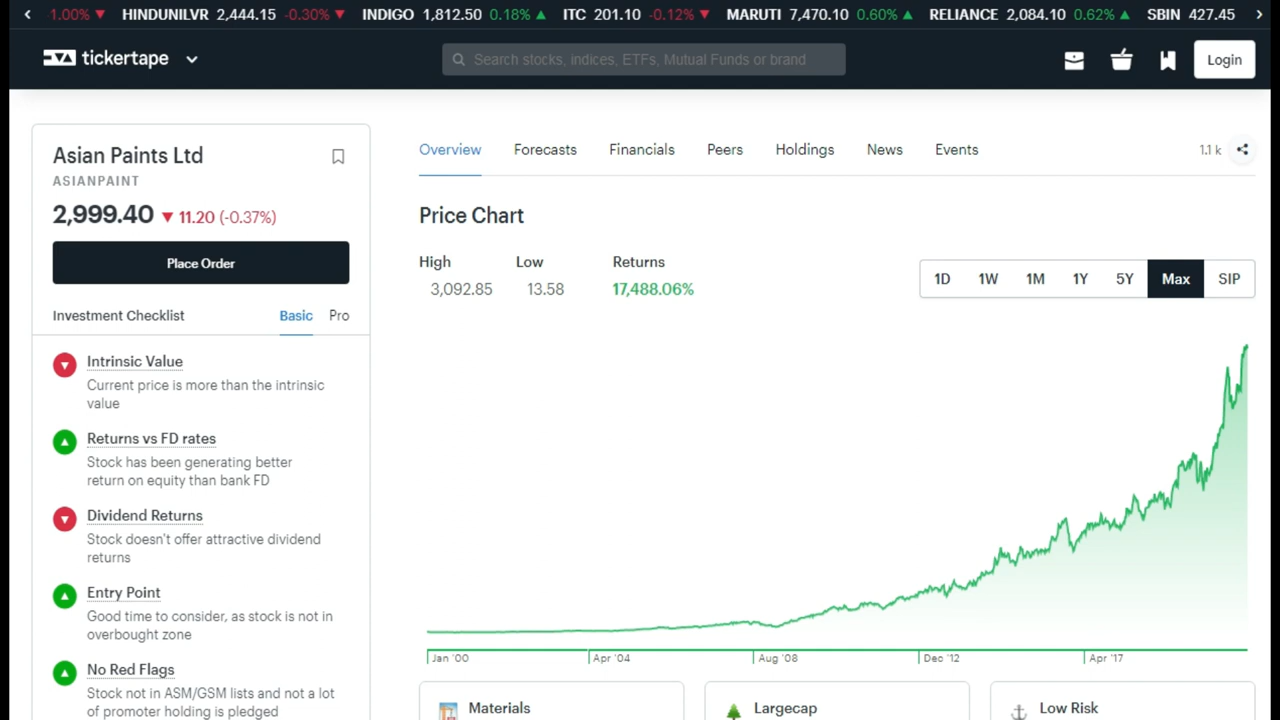 1.00% ▼ HINDUNILVR 2,444.15 -0.30% ▼ INDIGO 1,812.50 0.18% ▲ ITC 201.10 -0.12% ▼ MARUTI 7,470.10 0.60% ▲ RELIANCE 2,084.10 0.62% ▲ SBIN 427.45
tickertape
Search stocks, indices, ETFs, Mutual Funds or brand
Login
Asian Paints Ltd
ASIANPAINT
2,999.40 ▼ 11.20 (-0.37%)
Place Order
Investment Checklist Basic Pro
Intrinsic Value
Current price is more than the intrinsic
value
Returns vs FD rates
Stock has been generating better
return on equity than bank FD
Dividend Returns
Stock doesn't offer attractive dividend
returns
Entry Point
Good time to consider, as stock is not in
overbought zone
No Red Flags
Stock not in ASM/GSM lists and not a lot
of promoter holding is pledged
Overview Forecasts Financials Peers Holdings News Events 1.1 k
Price Chart
High Low Returns
3,092.85 13.58 17,488.06%
1D 1W 1M 1Y 5Y Max SIP
Jan '00 Apr '04 Aug '08 Dec '12 Apr '17
Materials Largecap Low Risk